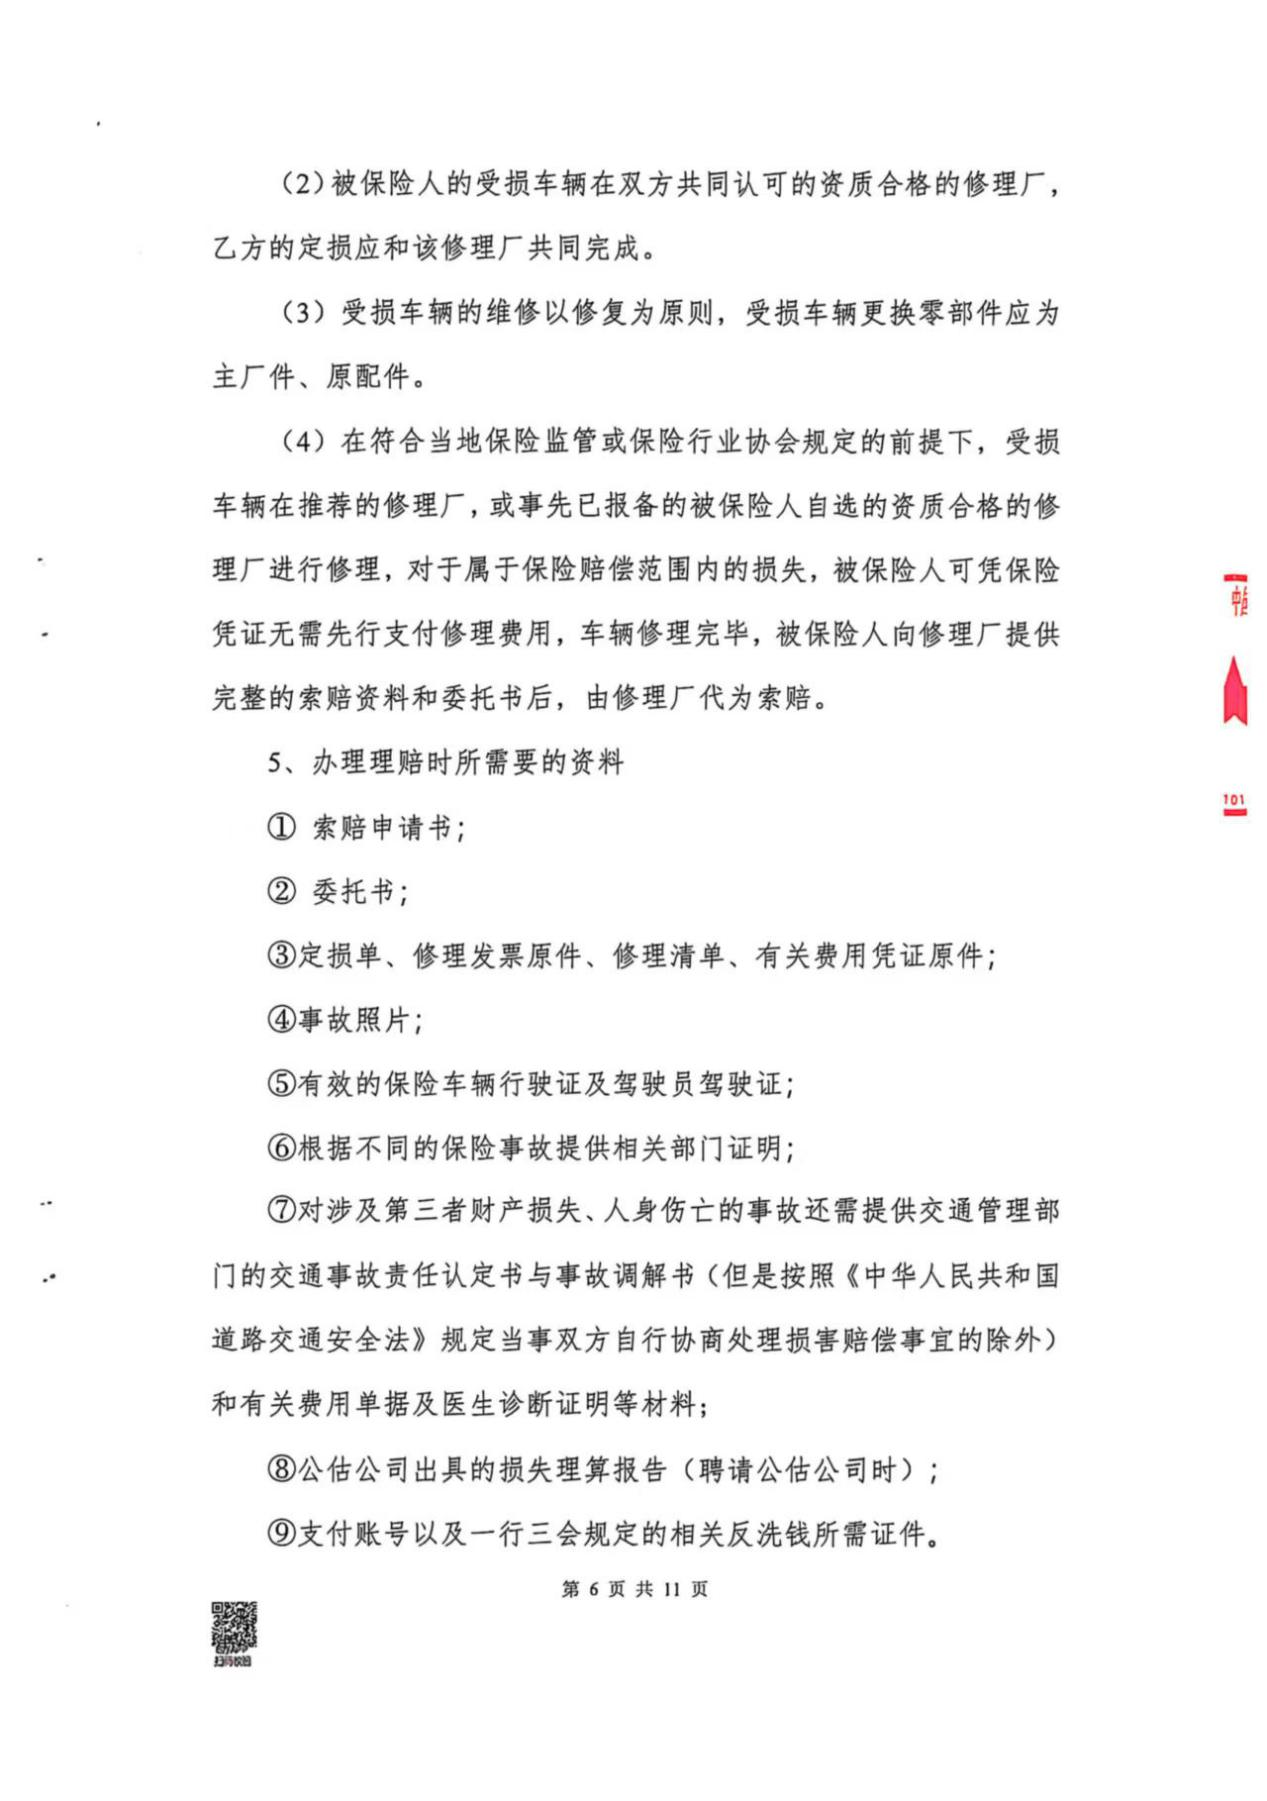 （2）被保险人的受损车辆在双方共同认可的资质合格的修理厂，
乙方的定损应和该修理厂共同完成。
（3）受损车辆的维修以修复为原则，受损车辆更换零部件应为
主厂件、原配件。
（4）在符合当地保险监管或保险行业协会规定的前提下，受损
车辆在推荐的修理厂，或事先已报备的被保险人自选的资质合格的修
理厂进行修理，对于属于保险赔偿范围内的损失，被保险人可凭保险
凭证无需先行支付修理费用，车辆修理完毕，被保险人向修理厂提供
完整的索赔资料和委托书后，由修理厂代为索赔。
5、办理理赔时所需要的资料
① 索赔申请书；
② 委托书；
③定损单、修理发票原件、修理清单、有关费用凭证原件；
④事故照片；
⑤有效的保险车辆行驶证及驾驶员驾驶证；
⑥根据不同的保险事故提供相关部门证明；
⑦对涉及第三者财产损失、人身伤亡的事故还需提供交通管理部
门的交通事故责任认定书与事故调解书（但是按照《中华人民共和国
道路交通安全法》规定当事双方自行协商处理损害赔偿事宜的除外）
和有关费用单据及医生诊断证明等材料；
⑧公估公司出具的损失理算报告（聘请公估公司时）；
⑨支付账号以及一行三会规定的相关反洗钱所需证件。
第 6 页 共 11 页
101